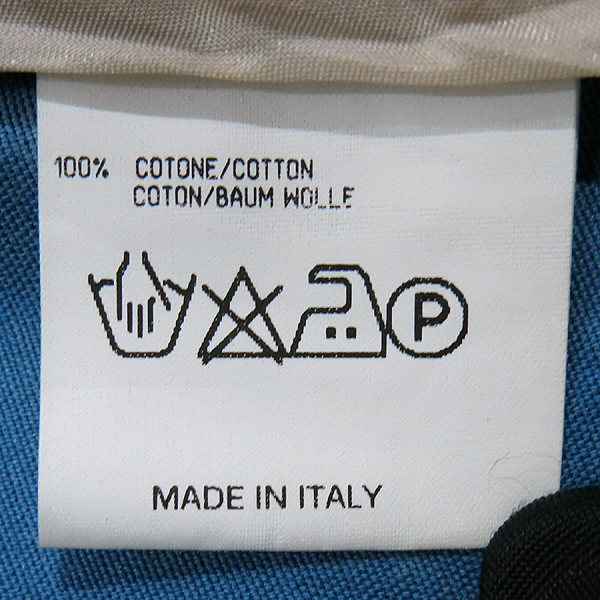 100% COTONE/COTTON
COTON/BAUM WOLLE
P
MADE IN ITALY